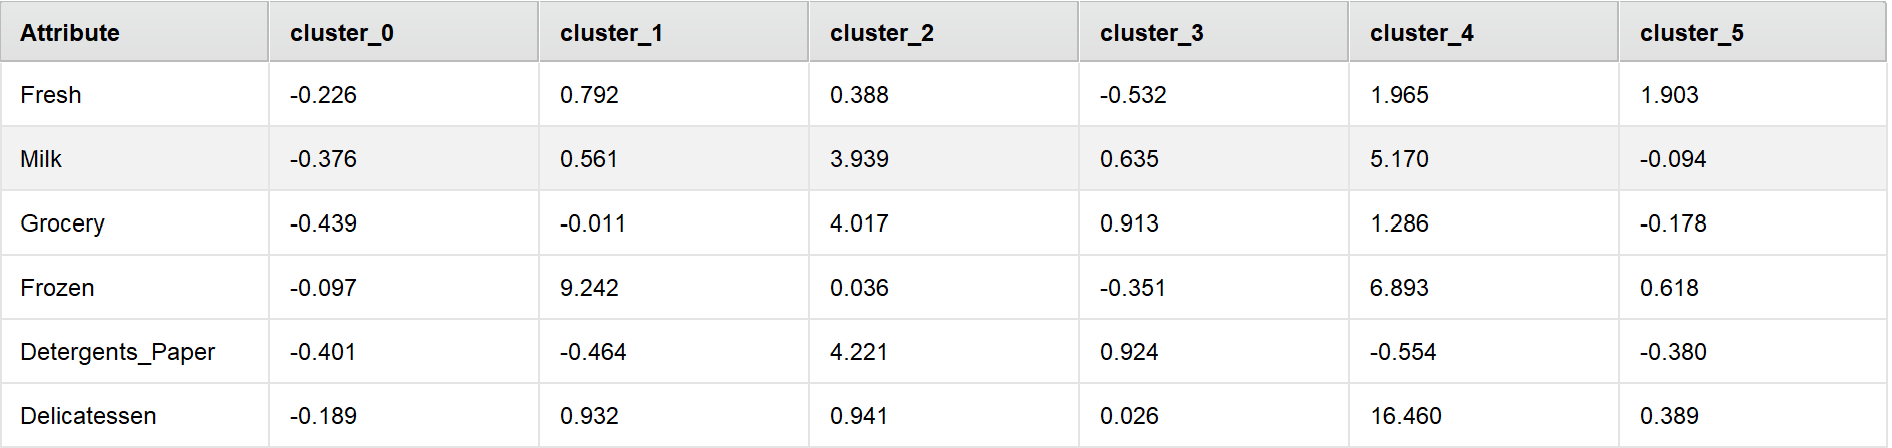 Attribute cluster_0 cluster_1 cluster_2 cluster_3 cluster_4 cluster_5
Fresh -0.226 0.792 0.388 -0.532 1.965 1.903
Milk -0.376 0.561 3.939 0.635 5.170 -0.094
Grocery -0.439 -0.011 4.017 0.913 1.286 -0.178
Frozen -0.097 9.242 0.036 -0.351 6.893 0.618
Detergents_Paper -0.401 -0.464 4.221 0.924 -0.554 -0.380
Delicatessen -0.189 0.932 0.941 0.026 16.460 0.389